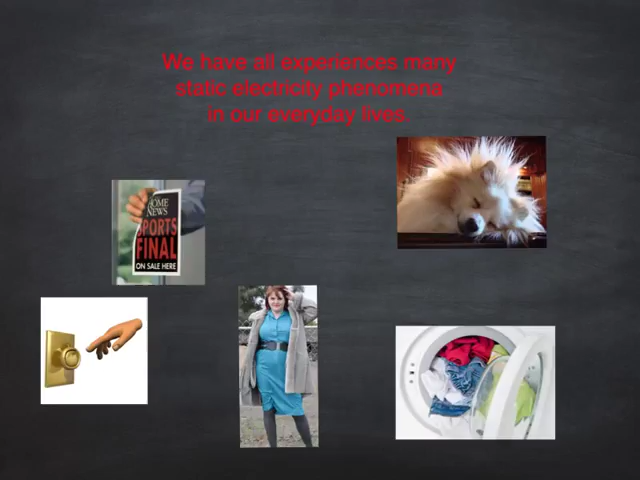 We have all experiences many
static electricity phenomena
in our everyday lives.
HOME
NEWS
SPORTS
FINAL
ON SALE HERE